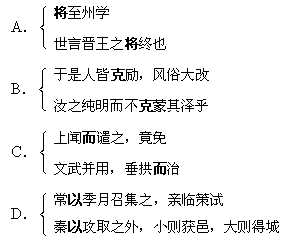 A．将至州学
世言晋王之将终也
B．于是人皆克励，风俗大改
汝之纯明而不克蒙其泽乎
C．上闻而谴之，竟免
文武并用，垂拱而治
D．常以季月召集之，亲临策试
秦以攻取之外，小则获邑，大则得城